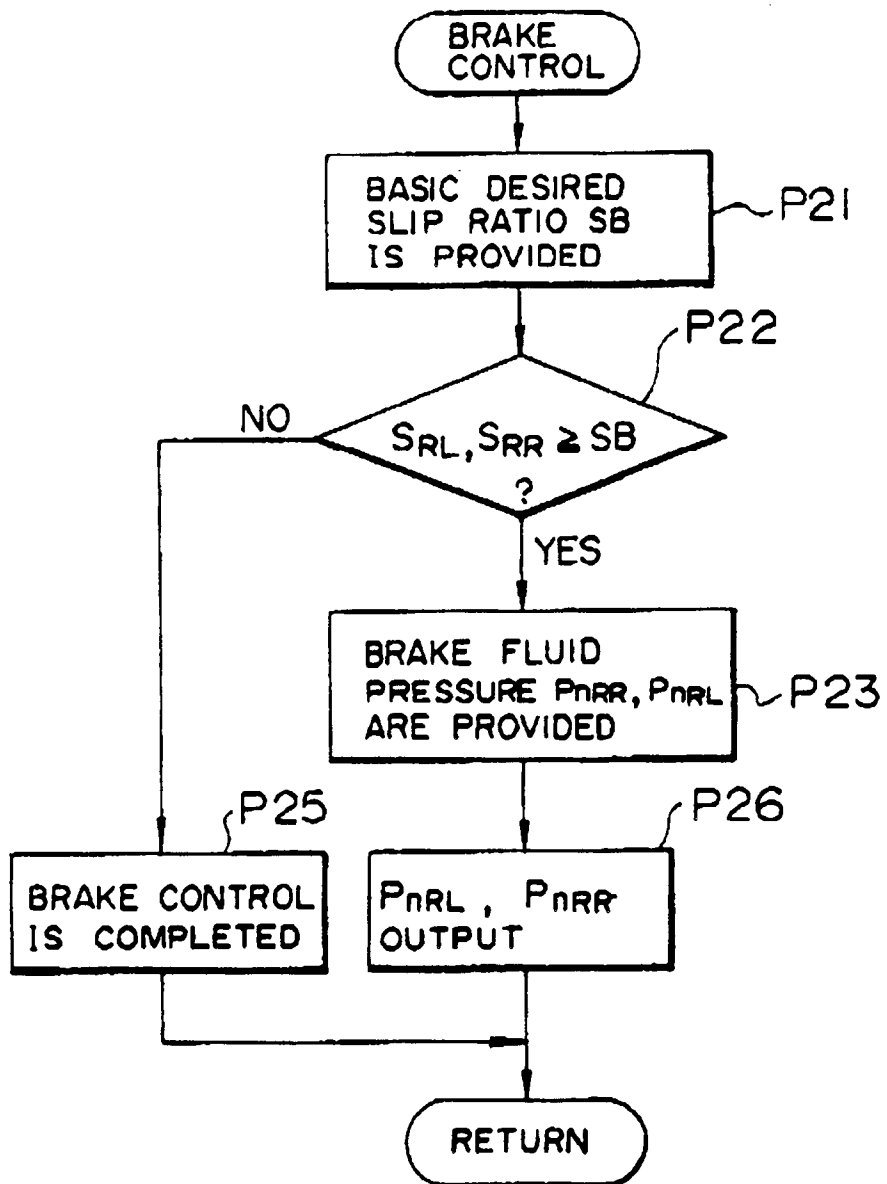 BRAKE
CONTROL
BASIC DESIRED
SLIP RATIO SB
IS PROVIDED
P21
P22
NO
SRL, SRR ≧ SB
?
YES
BRAKE FLUID
PRESSURE PnRR, PnRL
ARE PROVIDED
P23
P25
BRAKE CONTROL
IS COMPLETED
P26
PnRL , PnRR
OUTPUT
RETURN